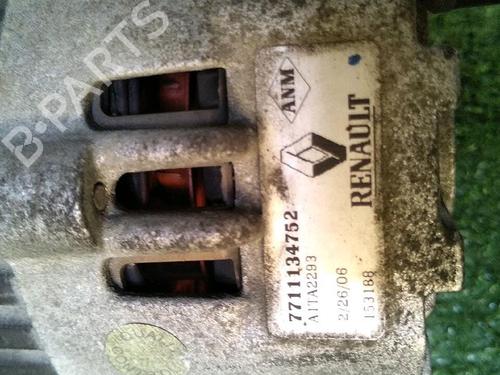 B-PARTS
ANM
RENAULT
7711134752
A11A2293
2/26/06
153188